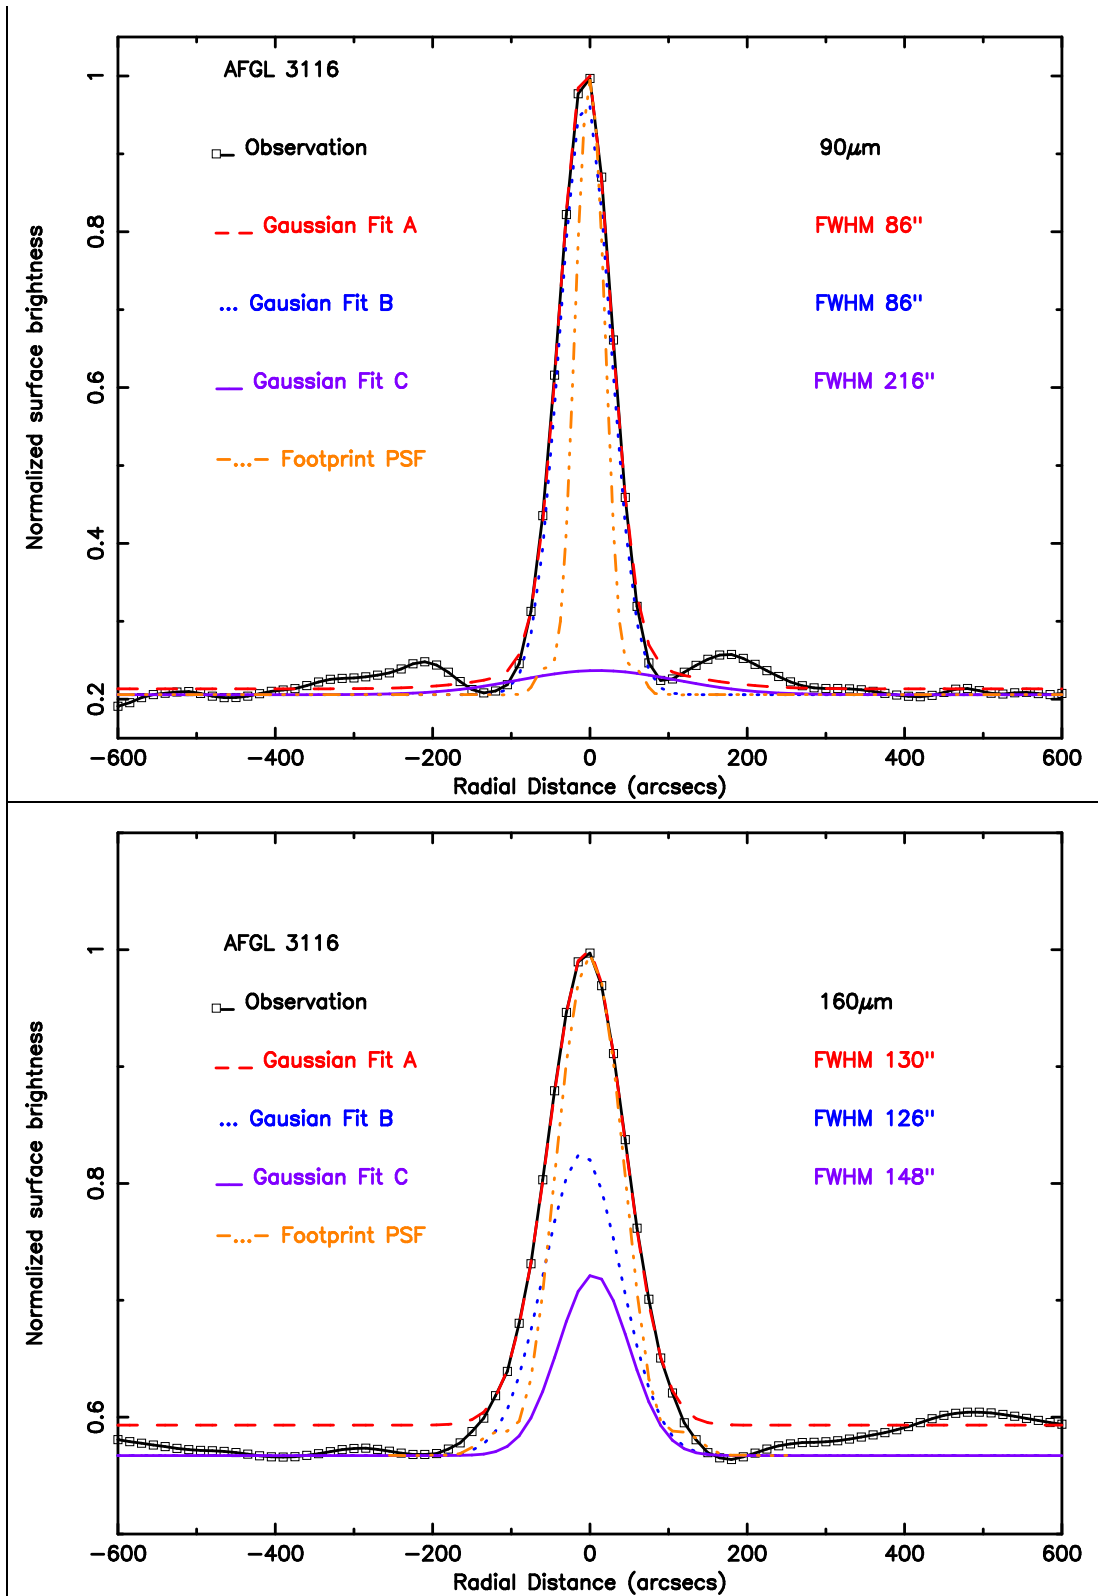 AFGL 3116
Observation 90μm
Gaussian Fit A FWHM 86"
Gausian Fit B FWHM 86"
Gaussian Fit C FWHM 216"
Footprint PSF
Normalized surface brightness
1
0.8
0.6
0.4
0.2
−600 −400 −200 0 200 400 600
Radial Distance (arcsecs)
AFGL 3116
Observation 160μm
Gaussian Fit A FWHM 130"
Gausian Fit B FWHM 126"
Gaussian Fit C FWHM 148"
Footprint PSF
Normalized surface brightness
1
0.8
0.6
−600 −400 −200 0 200 400 600
Radial Distance (arcsecs)